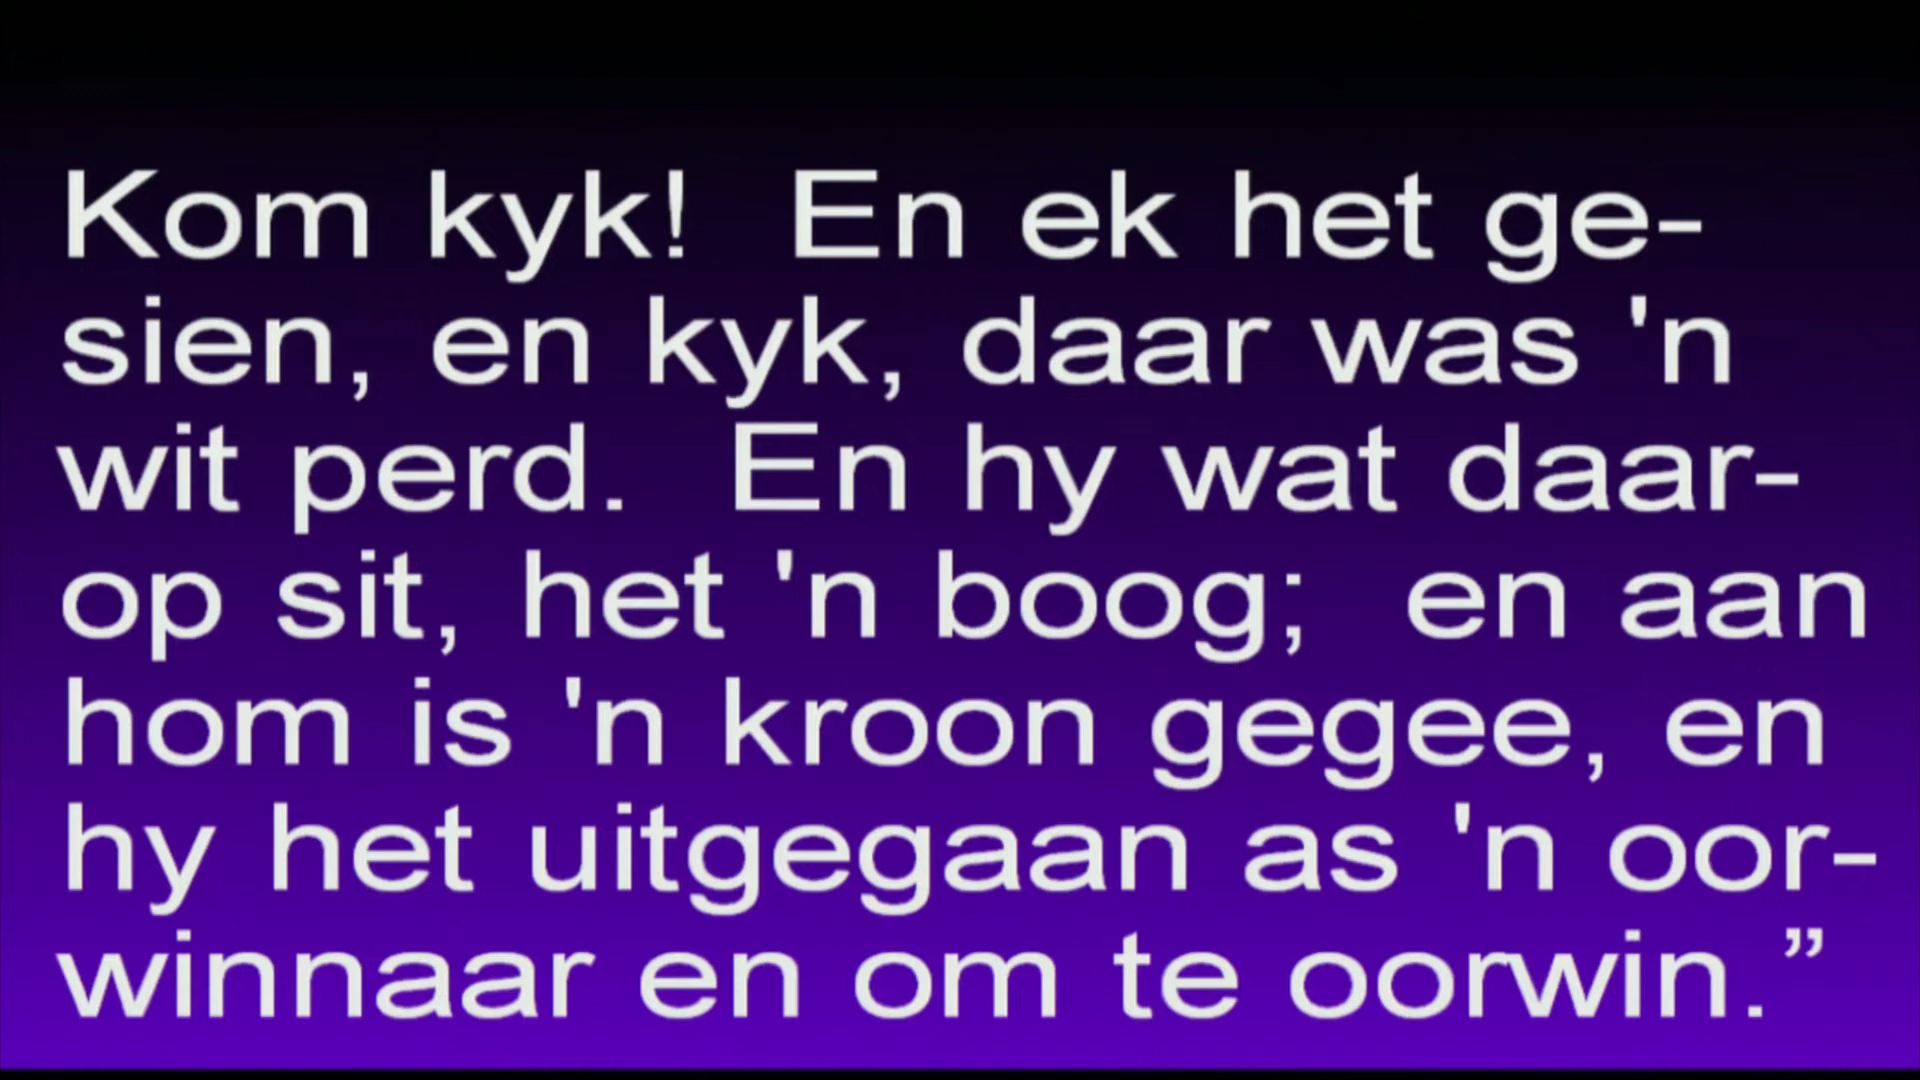 Kom kyk!  En ek het ge-
sien, en kyk, daar was 'n
wit perd.  En hy wat daar-
op sit, het 'n boog;  en aan
hom is 'n kroon gegee, en
hy het uitgegaan as 'n oor-
winnaar en om te oorwin.”